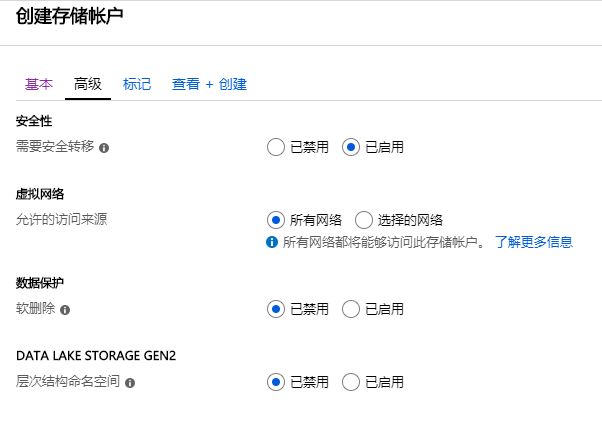 创建存储帐户
基本 高级 标记 查看 + 创建
安全性
需要安全转移 已禁用 已启用
虚拟网络
允许的访问来源 所有网络 选择的网络
所有网络都将能够访问此存储帐户。 了解更多信息
数据保护
软删除 已禁用 已启用
DATA LAKE STORAGE GEN2
层次结构命名空间 已禁用 已启用